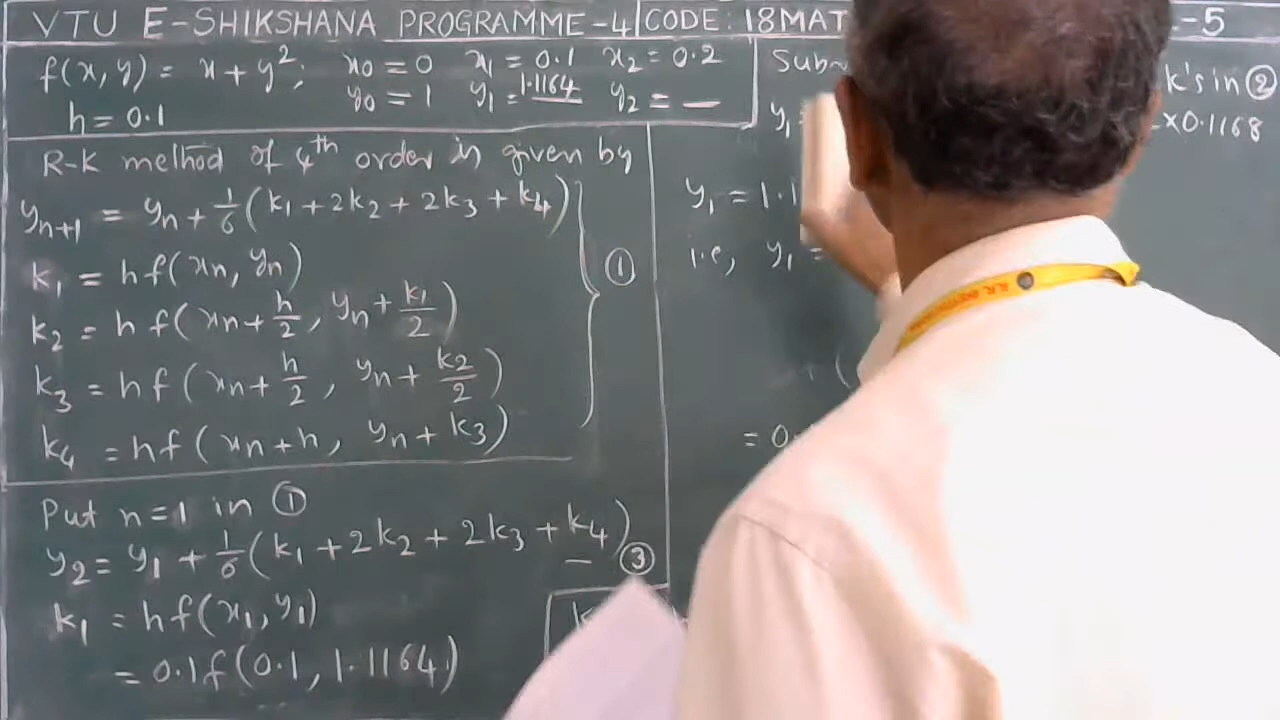 VTU E-SHIKSHANA PROGRAMME-4 CODE: 18MAT -5
f(x, y) = x + y²; x0 = 0 x1 = 0.1 x2 = 0.2
h = 0.1 y0 = 1 y1 = 1.1164 y2 = —
R-K method of 4th order is given by
yn+1 = yn + 1/6 (k1 + 2k2 + 2k3 + k4)
k1 = hf(xn, yn)
k2 = hf(xn + h/2, yn + k1/2)
k3 = hf(xn + h/2, yn + k2/2)
k4 = hf(xn + h, yn + k3)
①
Put n=1 in ①
y2 = y1 + 1/6 (k1 + 2k2 + 2k3 + k4) — ③
k1 = hf(x1, y1)
= 0.1f(0.1, 1.1164)
k's in ②
y1 = ×0.1168
y1 = 1.1
i.e, y1 =
= 0.